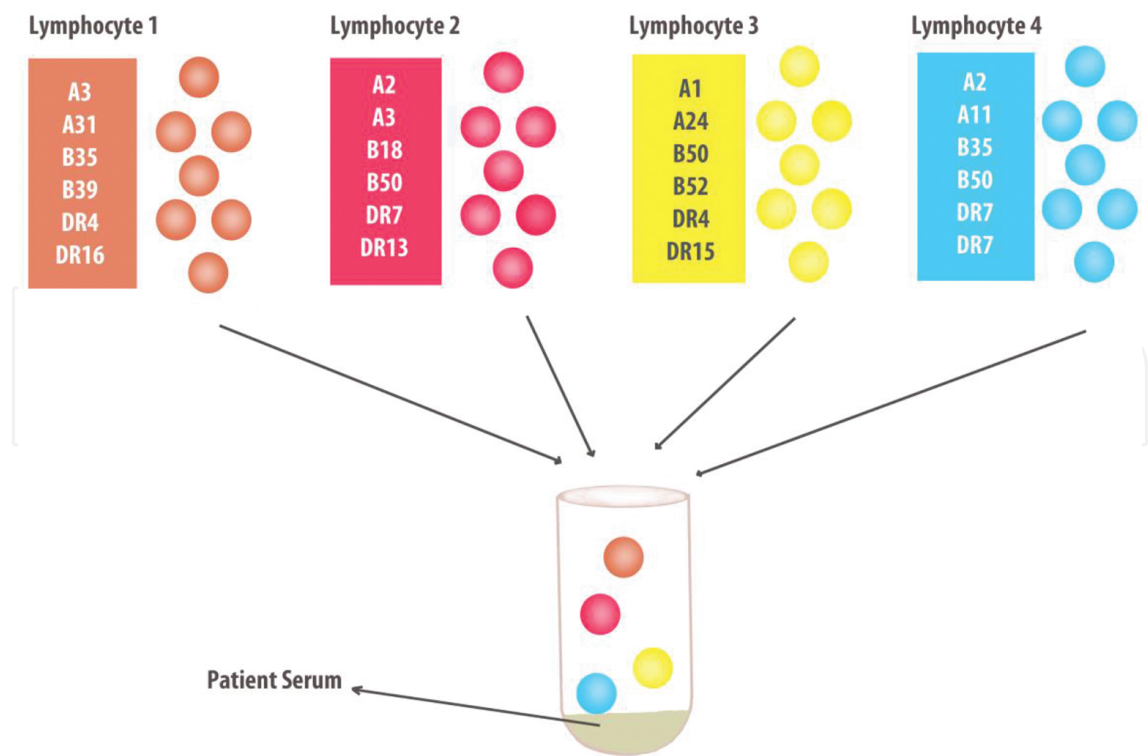 Lymphocyte 1
A3
A31
B35
B39
DR4
DR16
Lymphocyte 2
A2
A3
B18
B50
DR7
DR13
Lymphocyte 3
A1
A24
B50
B52
DR4
DR15
Lymphocyte 4
A2
A11
B35
B50
DR7
DR7
Patient Serum